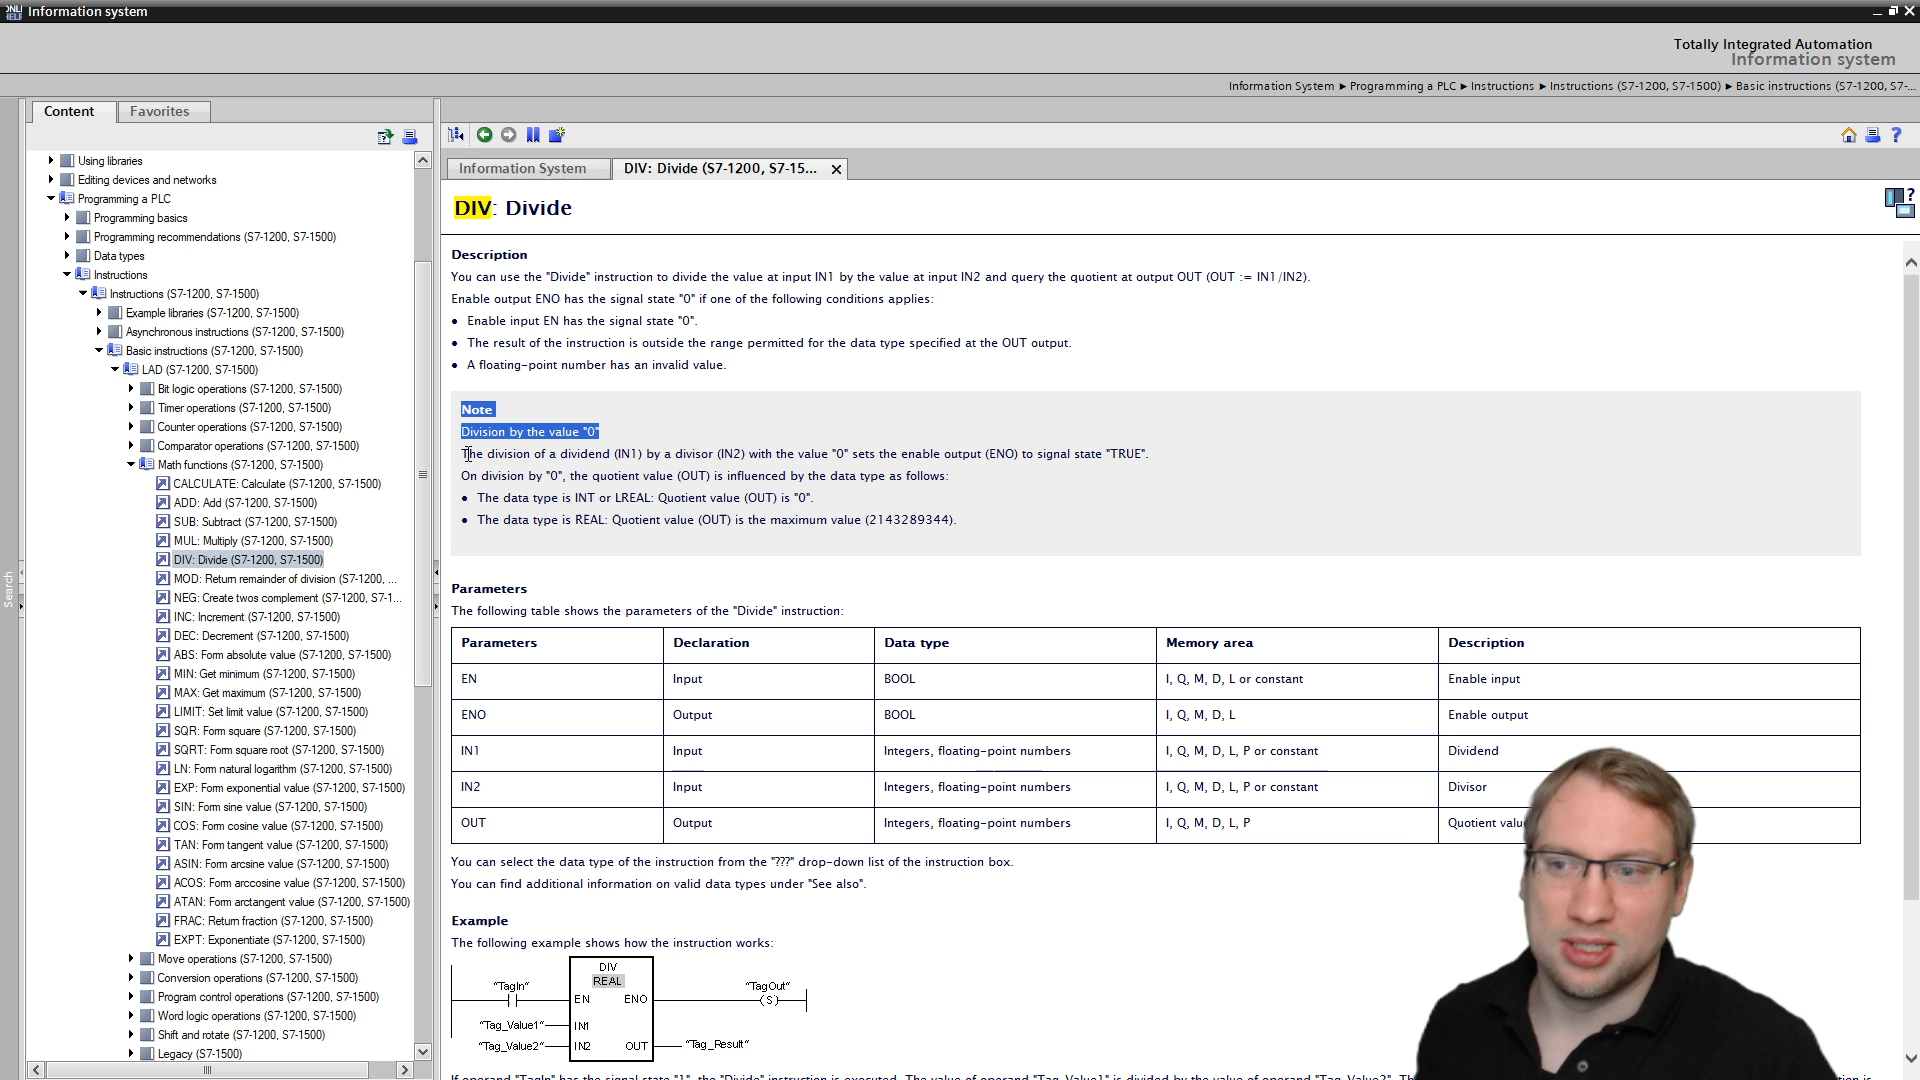 ONLI
HELF
Information system
Totally Integrated Automation
Information system
Information System ▶ Programming a PLC ▶ Instructions ▶ Instructions (S7-1200, S7-1500) ▶ Basic instructions (S7-1200, S7-...
Content
Favorites
Search
Using libraries
Editing devices and networks
Programming a PLC
Programming basics
Programming recommendations (S7-1200, S7-1500)
Data types
Instructions
Instructions (S7-1200, S7-1500)
Example libraries (S7-1200, S7-1500)
Asynchronous instructions (S7-1200, S7-1500)
Basic instructions (S7-1200, S7-1500)
LAD (S7-1200, S7-1500)
Bit logic operations (S7-1200, S7-1500)
Timer operations (S7-1200, S7-1500)
Counter operations (S7-1200, S7-1500)
Comparator operations (S7-1200, S7-1500)
Math functions (S7-1200, S7-1500)
CALCULATE: Calculate (S7-1200, S7-1500)
ADD: Add (S7-1200, S7-1500)
SUB: Subtract (S7-1200, S7-1500)
MUL: Multiply (S7-1200, S7-1500)
DIV: Divide (S7-1200, S7-1500)
MOD: Return remainder of division (S7-1200, ...
NEG: Create twos complement (S7-1200, S7-1...
INC: Increment (S7-1200, S7-1500)
DEC: Decrement (S7-1200, S7-1500)
ABS: Form absolute value (S7-1200, S7-1500)
MIN: Get minimum (S7-1200, S7-1500)
MAX: Get maximum (S7-1200, S7-1500)
LIMIT: Set limit value (S7-1200, S7-1500)
SQR: Form square (S7-1200, S7-1500)
SQRT: Form square root (S7-1200, S7-1500)
LN: Form natural logarithm (S7-1200, S7-1500)
EXP: Form exponential value (S7-1200, S7-1500)
SIN: Form sine value (S7-1200, S7-1500)
COS: Form cosine value (S7-1200, S7-1500)
TAN: Form tangent value (S7-1200, S7-1500)
ASIN: Form arcsine value (S7-1200, S7-1500)
ACOS: Form arccosine value (S7-1200, S7-1500)
ATAN: Form arctangent value (S7-1200, S7-1500)
FRAC: Return fraction (S7-1200, S7-1500)
EXPT: Exponentiate (S7-1200, S7-1500)
Move operations (S7-1200, S7-1500)
Conversion operations (S7-1200, S7-1500)
Program control operations (S7-1200, S7-1500)
Word logic operations (S7-1200, S7-1500)
Shift and rotate (S7-1200, S7-1500)
Legacy (S7-1500)
Information System
DIV: Divide (S7-1200, S7-15...
DIV: Divide
Description
You can use the "Divide" instruction to divide the value at input IN1 by the value at input IN2 and query the quotient at output OUT (OUT := IN1/IN2).
Enable output ENO has the signal state "0" if one of the following conditions applies:
• Enable input EN has the signal state "0".
• The result of the instruction is outside the range permitted for the data type specified at the OUT output.
• A floating-point number has an invalid value.
Note
Division by the value "0"
The division of a dividend (IN1) by a divisor (IN2) with the value "0" sets the enable output (ENO) to signal state "TRUE".
On division by "0", the quotient value (OUT) is influenced by the data type as follows:
• The data type is INT or LREAL: Quotient value (OUT) is "0".
• The data type is REAL: Quotient value (OUT) is the maximum value (2143289344).
Parameters
The following table shows the parameters of the "Divide" instruction:
Parameters Declaration Data type Memory area Description
EN Input BOOL I, Q, M, D, L or constant Enable input
ENO Output BOOL I, Q, M, D, L Enable output
IN1 Input Integers, floating-point numbers I, Q, M, D, L, P or constant Dividend
IN2 Input Integers, floating-point numbers I, Q, M, D, L, P or constant Divisor
OUT Output Integers, floating-point numbers I, Q, M, D, L, P Quotient value
You can select the data type of the instruction from the "???" drop-down list of the instruction box.
You can find additional information on valid data types under "See also".
Example
The following example shows how the instruction works:
DIV
REAL
"TagIn" "TagOut"
EN ENO (S)
"Tag_Value1" IN1
"Tag_Value2" IN2 OUT "Tag_Result"
If operand "TagIn" has the signal state "1", the "Divide" instruction is executed. The value of operand "Tag_Value1" is divided by the value of operand "Tag_Value2".